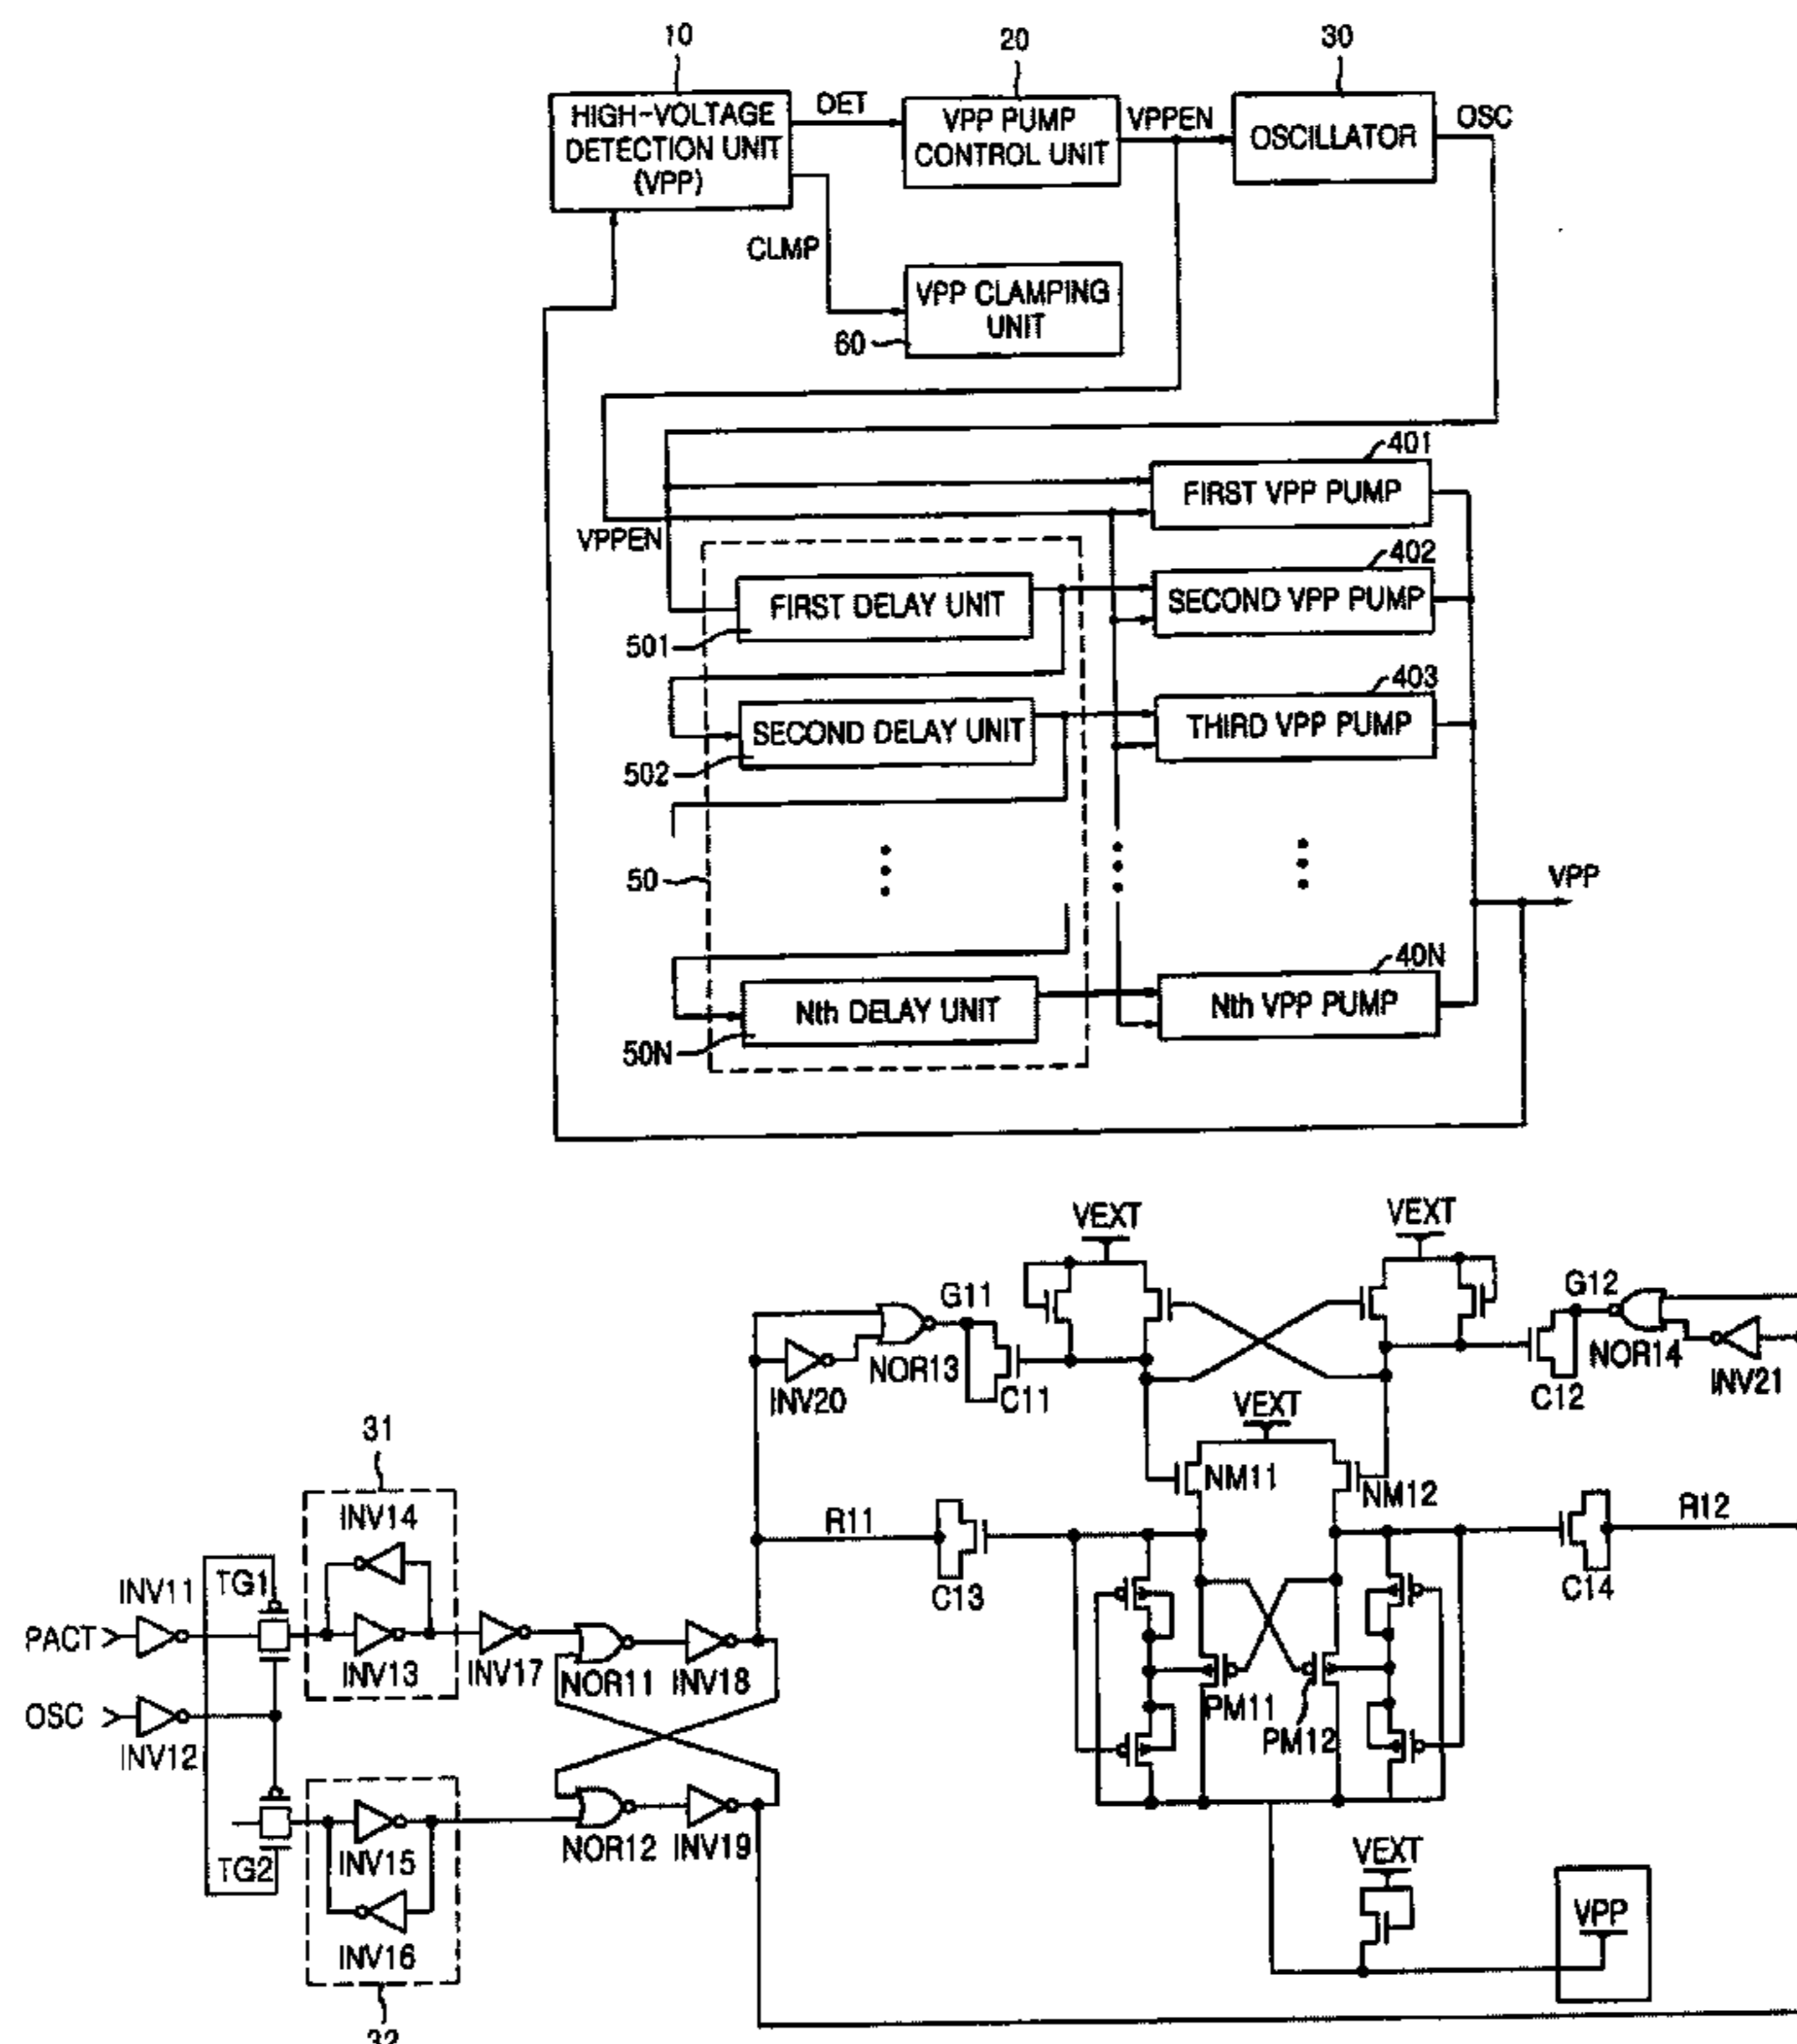 10
20
30
HIGH-VOLTAGE
DETECTION UNIT
(VPP)
DET
VPP PUMP
CONTROL UNIT
VPPEN
OSCILLATOR
OSC
CLMP
VPP CLAMPING
UNIT
60
401
FIRST VPP PUMP
VPPEN
402
FIRST DELAY UNIT
SECOND VPP PUMP
501
403
SECOND DELAY UNIT
THIRD VPP PUMP
502
50
VPP
40N
Nth DELAY UNIT
Nth VPP PUMP
50N
VEXT
VEXT
G11
G12
NOR13
NOR14
INV20
C11
C12
INV21
VEXT
31
NM11
NM12
INV14
R11
R12
INV11
TG1
C13
C14
PACT
INV13
INV17
NOR11
INV18
OSC
PM11
INV12
PM12
TG2
INV15
NOR12
INV19
VEXT
INV16
VPP
32